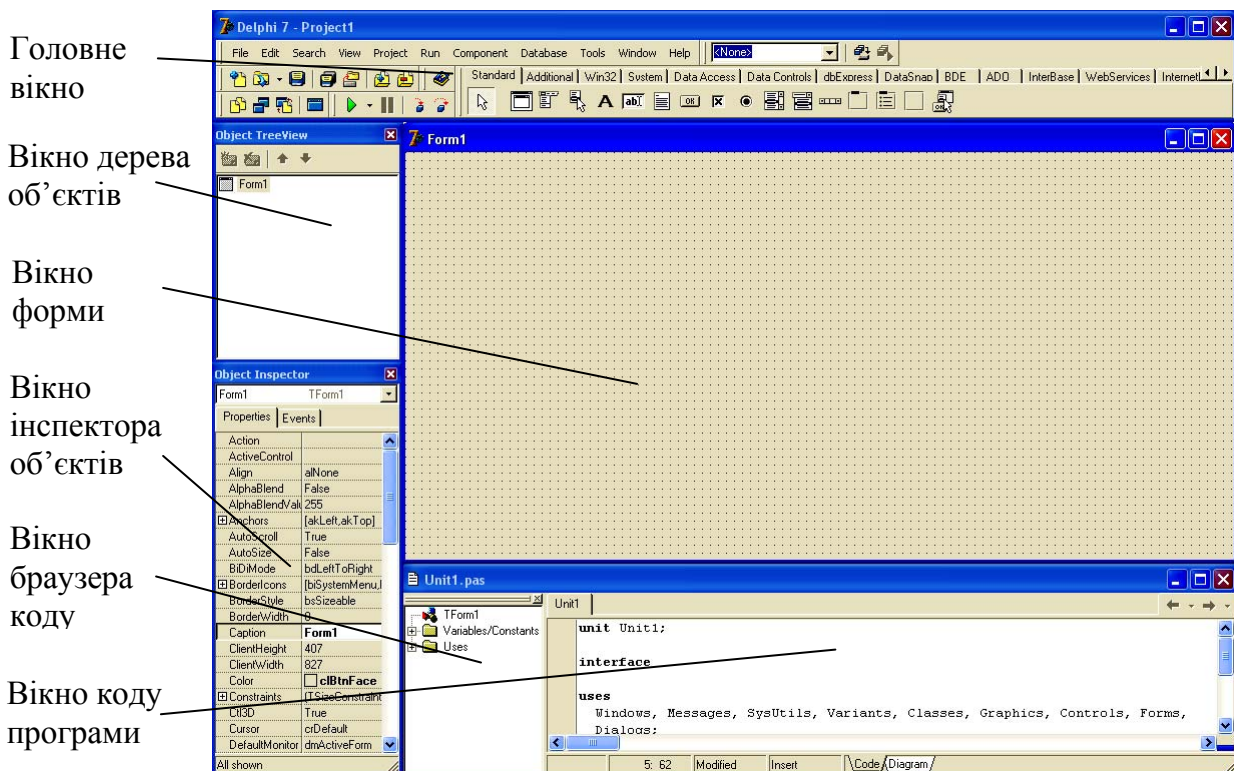 Головне
вікно
Вікно дерева
об’єктів
Вікно
форми
Вікно
інспектора
об’єктів
Вікно
браузера
коду
Вікно коду
програми
Delphi 7 - Project1
File Edit Search View Project Run Component Database Tools Window Help <None>
Standard Additional Win32 System Data Access Data Controls dbExpress DataSnap BDE ADO InterBase WebServices Internet
Object TreeView
Form1
Form1
Object Inspector
Form1 TForm1
Properties Events
Action
ActiveControl
Align alNone
AlphaBlend False
AlphaBlendValu 255
Anchors [akLeft,akTop]
AutoScroll True
AutoSize False
BiDiMode bdLeftToRight
BorderIcons [biSystemMenu,
BorderStyle bsSizeable
BorderWidth 0
Caption Form1
ClientHeight 407
ClientWidth 827
Color clBtnFace
Constraints (TSizeConstraint
Ctl3D True
Cursor crDefault
DefaultMonitor dmActiveForm
All shown
Unit1.pas
TForm1
Variables/Constants
Uses
Unit1
unit Unit1;
interface
uses
Windows, Messages, SysUtils, Variants, Classes, Graphics, Controls, Forms,
Dialogs;
5: 62 Modified Insert Code Diagram